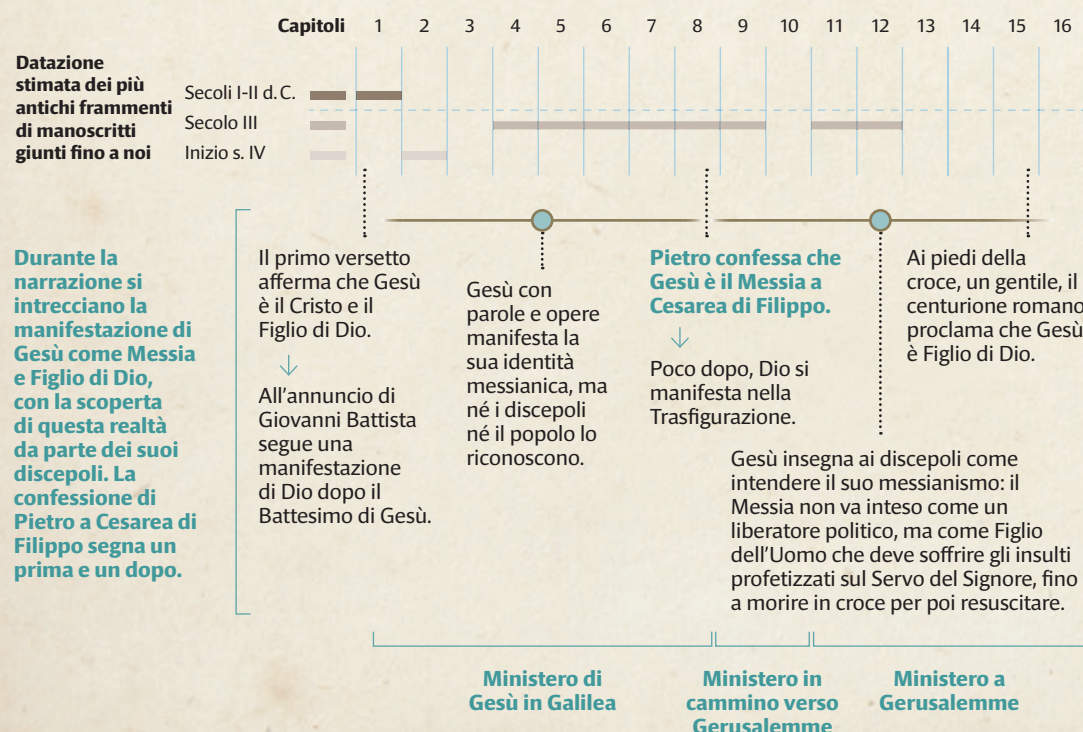 Capitoli 1 2 3 4 5 6 7 8 9 10 11 12 13 14 15 16
Datazione
stimata dei più
antichi frammenti
di manoscritti
giunti fino a noi
Secoli I-II d. C.
Secolo III
Inizio s. IV
Durante la
narrazione si
intrecciano la
manifestazione di
Gesù come Messia
e Figlio di Dio,
con la scoperta
di questa realtà
da parte dei suoi
discepoli. La
confessione di
Pietro a Cesarea di
Filippo segna un
prima e un dopo.
Il primo versetto
afferma che Gesù
è il Cristo e il
Figlio di Dio.
All'annuncio di
Giovanni Battista
segue una
manifestazione
di Dio dopo il
Battesimo di Gesù.
Gesù con
parole e opere
manifesta la
sua identità
messianica, ma
né i discepoli
né il popolo lo
riconoscono.
Pietro confessa che
Gesù è il Messia a
Cesarea di Filippo.
Poco dopo, Dio si
manifesta nella
Trasfigurazione.
Gesù insegna ai discepoli come
intendere il suo messianismo: il
Messia non va inteso come un
liberatore politico, ma come Figlio
dell'Uomo che deve soffrire gli insulti
profetizzati sul Servo del Signore, fino
a morire in croce per poi resuscitare.
Ai piedi della
croce, un gentile, il
centurione romano
proclama che Gesù
è Figlio di Dio.
Ministero di
Gesù in Galilea
Ministero in
cammino verso
Gerusalemme
Ministero a
Gerusalemme